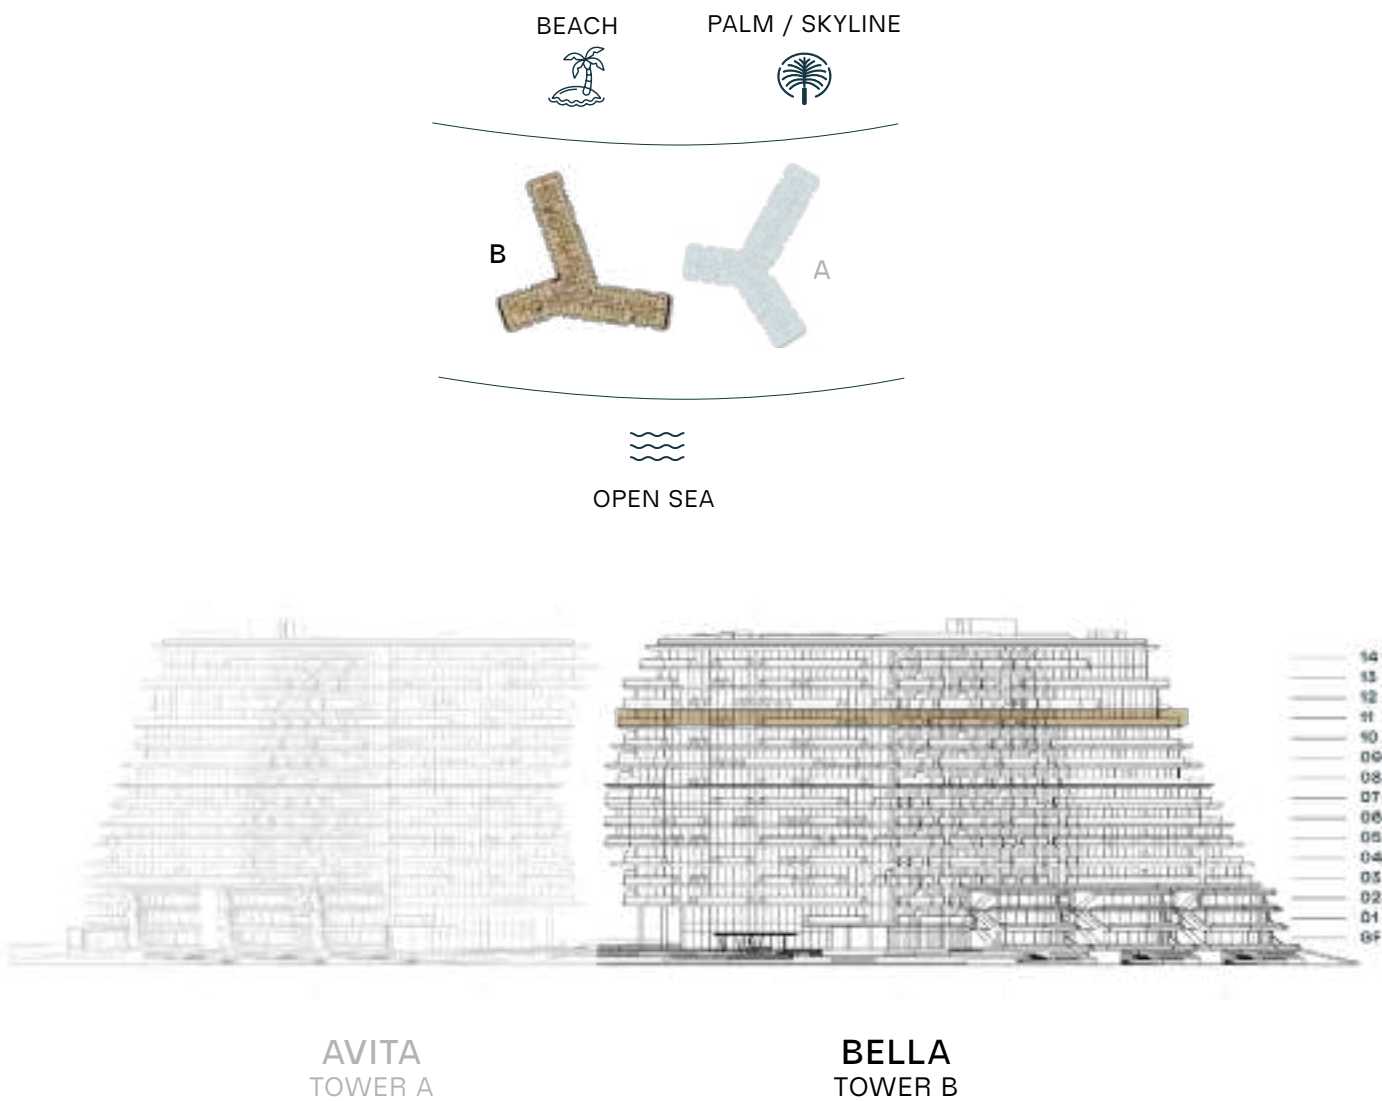 BEACH
PALM / SKYLINE
B
A
OPEN SEA
14
13
12
11
10
09
08
07
06
05
04
03
02
01
GF
AVITA
BELLA
TOWER A
TOWER B